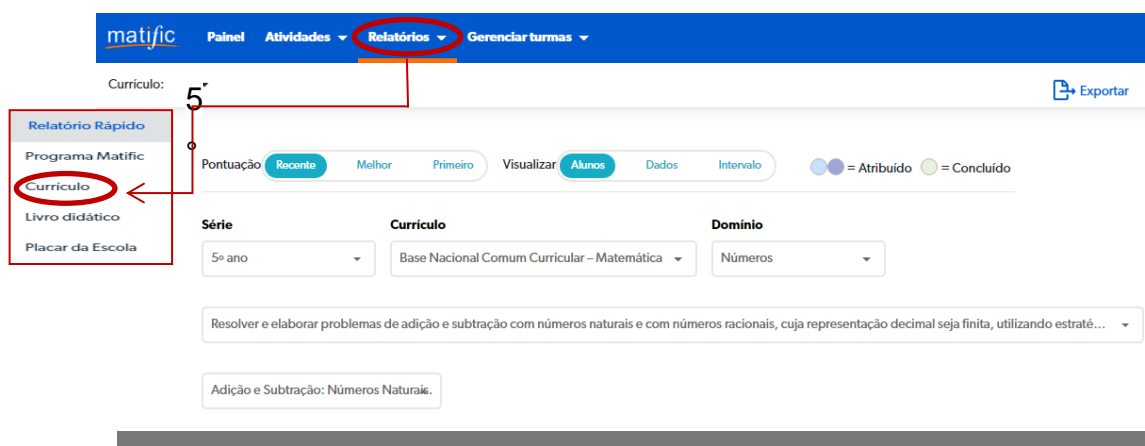 matific Painel Atividades Relatórios Gerenciar turmas
Currículo: 5º Exportar
Relatório Rápido
Programa Matific
Currículo
Livro didático
Placar da Escola
Pontuação Recente Melhor Primeiro Visualizar Alunos Dados Intervalo = Atribuído = Concluído
Série Currículo Domínio
5º ano Base Nacional Comum Curricular – Matemática Números
Resolver e elaborar problemas de adição e subtração com números naturais e com números racionais, cuja representação decimal seja finita, utilizando estraté...
Adição e Subtração: Números Naturais.